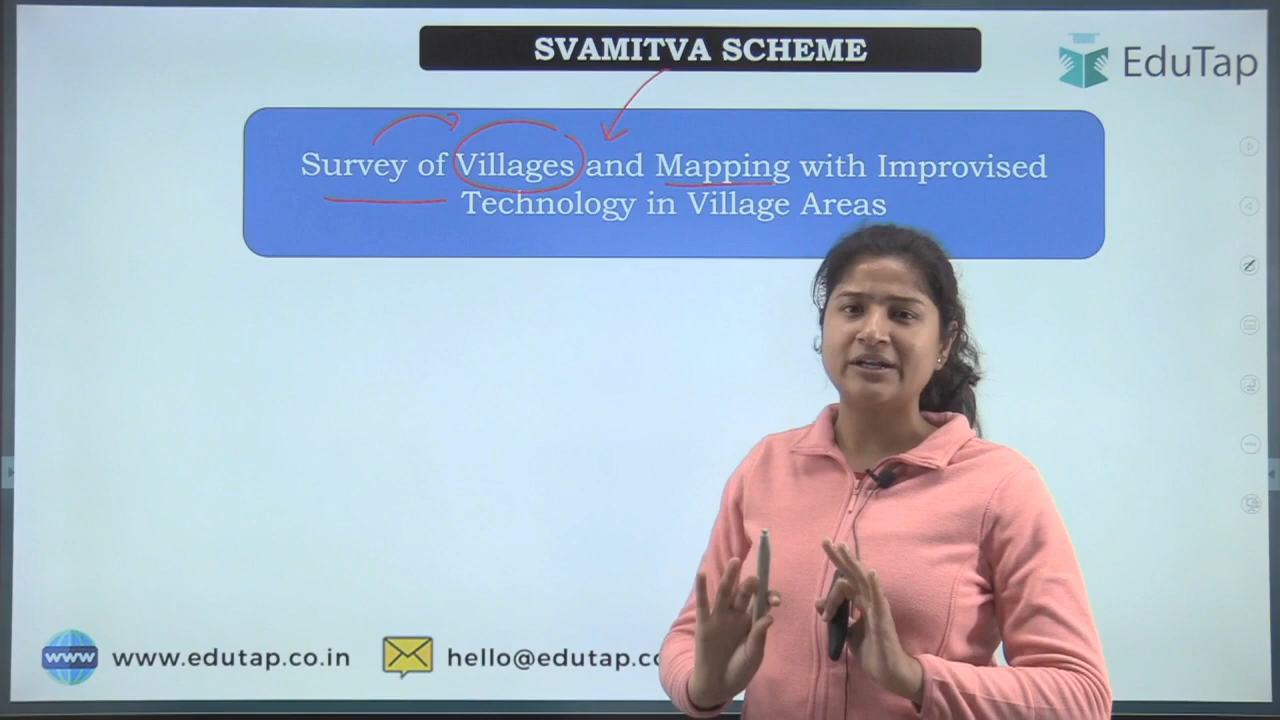 SVAMITVA SCHEME
EduTap
Survey of Villages and Mapping with Improvised
Technology in Village Areas
www
www.edutap.co.in
hello@edutap.co